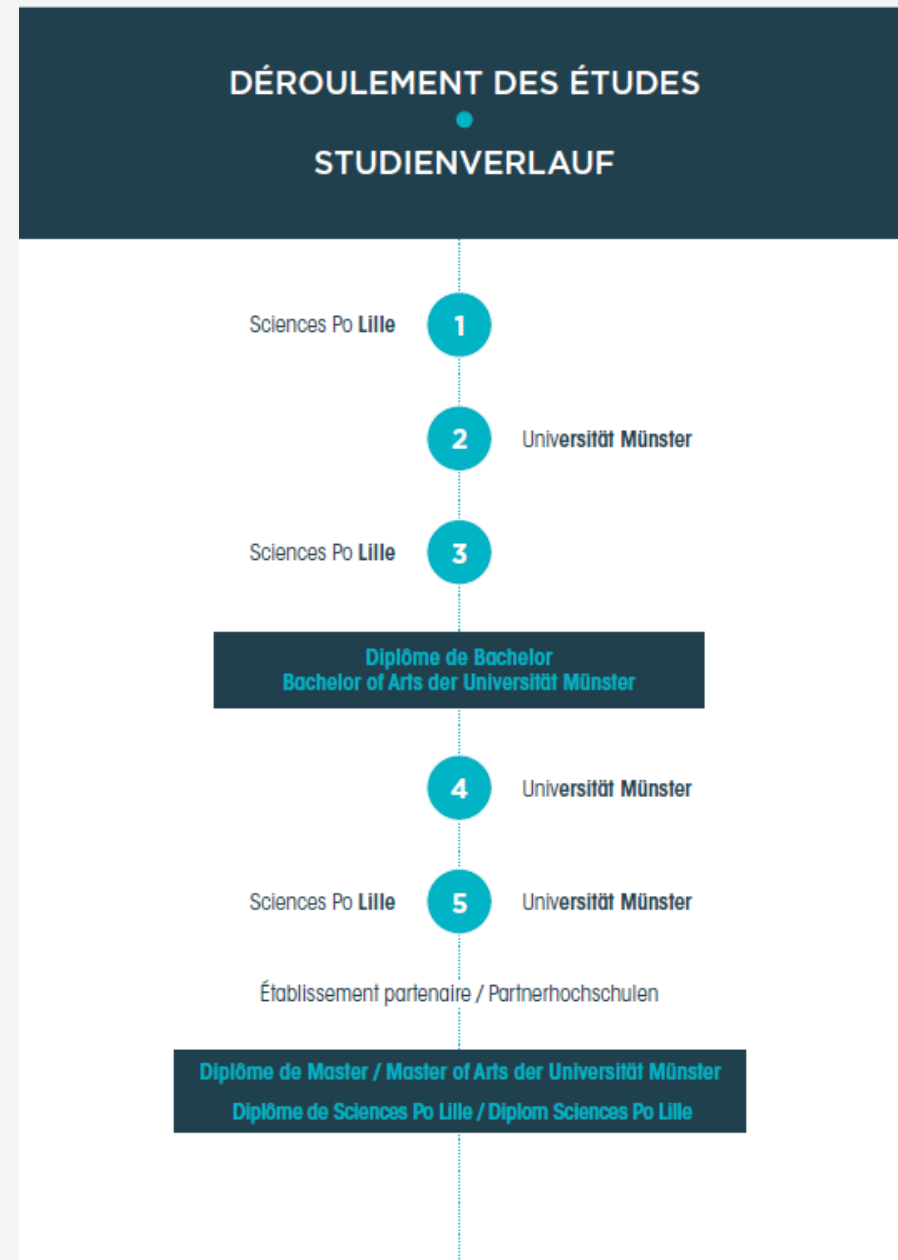 DÉROULEMENT DES ÉTUDES
STUDIENVERLAUF
Sciences Po Lille 1
2 Universität Münster
Sciences Po Lille 3
Diplôme de Bachelor
Bachelor of Arts der Universität Münster
4 Universität Münster
Sciences Po Lille 5 Universität Münster
Établissement partenaire / Partnerhochschulen
Diplôme de Master / Master of Arts der Universität Münster
Diplôme de Sciences Po Lille / Diplom Sciences Po Lille